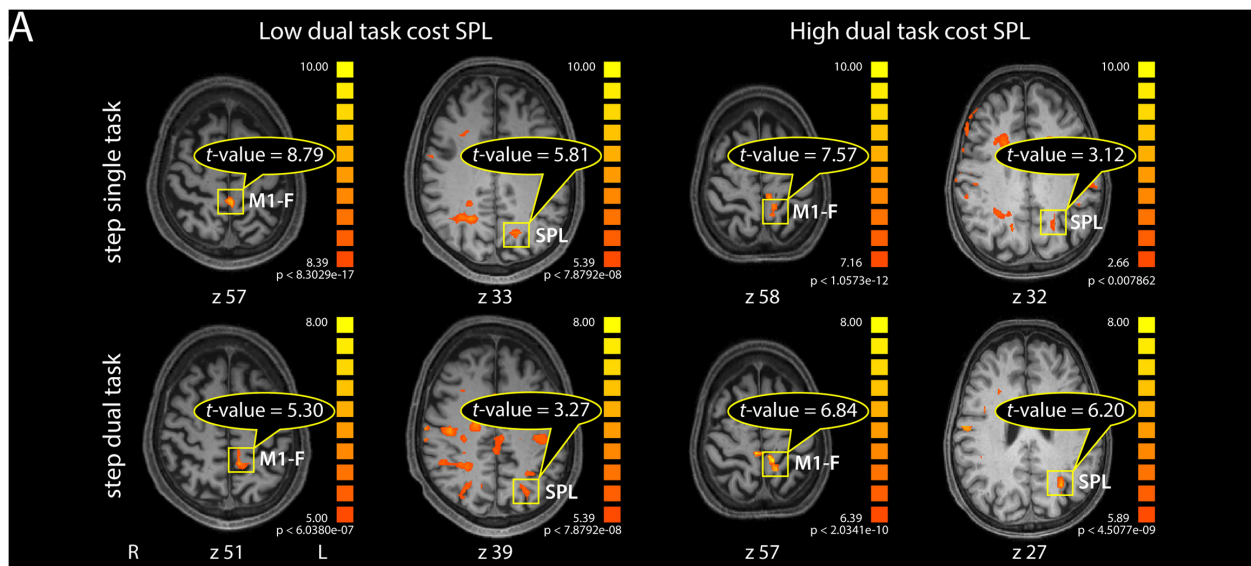 A
Low dual task cost SPL
High dual task cost SPL
step single task
10.00
t-value = 8.79
M1-F
8.39
p < 8.3029e-17
z 57
10.00
t-value = 5.81
SPL
5.39
p < 7.8792e-08
z 33
10.00
t-value = 7.57
M1-F
7.16
p < 1.0573e-12
z 58
10.00
t-value = 3.12
SPL
2.66
p < 0.007862
z 32
step dual task
8.00
t-value = 5.30
M1-F
5.00
p < 6.0380e-07
R
z 51
L
8.00
t-value = 3.27
SPL
5.39
p < 7.8792e-08
z 39
8.00
t-value = 6.84
M1-F
6.39
p < 2.0341e-10
z 57
8.00
t-value = 6.20
SPL
5.89
p < 4.5077e-09
z 27